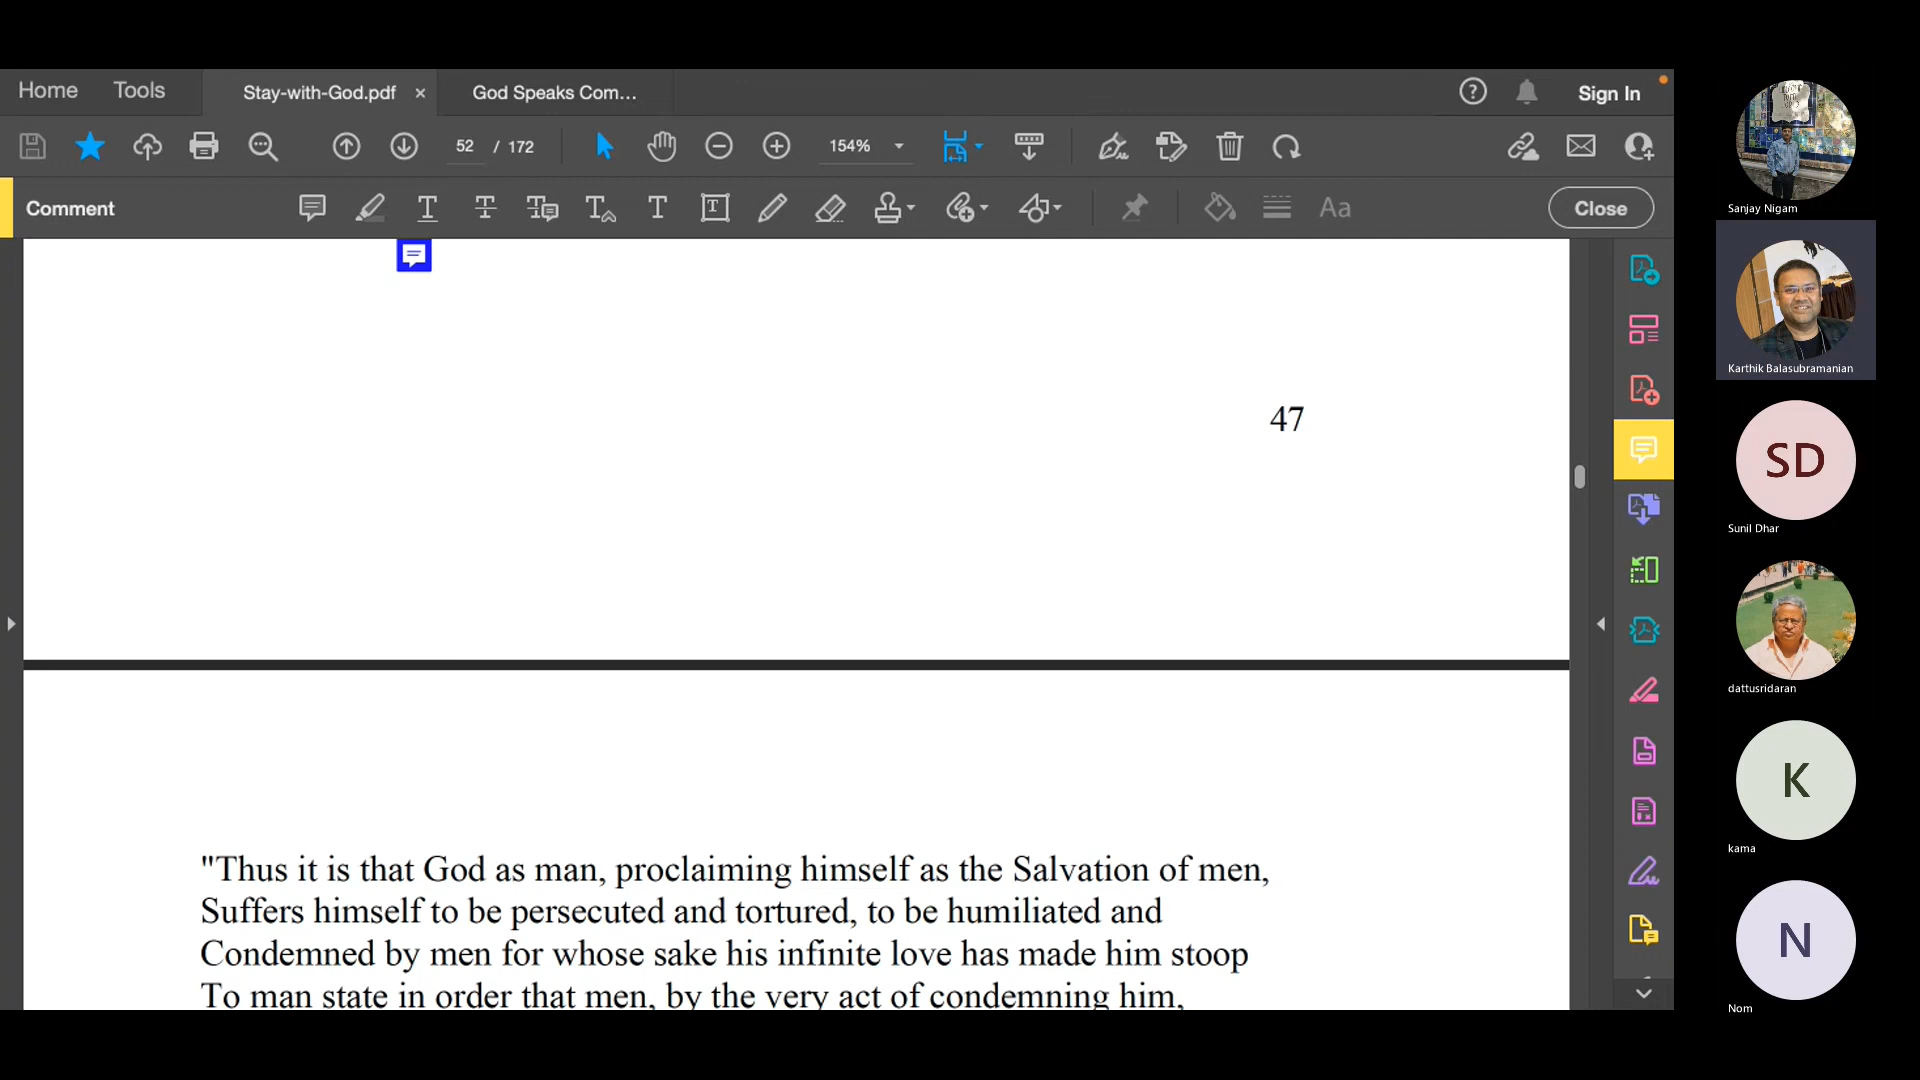 Home Tools Stay-with-God.pdf × God Speaks Com... ? Sign In
52 / 172 154%
Comment Aa Close
47
"Thus it is that God as man, proclaiming himself as the Salvation of men,
Suffers himself to be persecuted and tortured, to be humiliated and
Condemned by men for whose sake his infinite love has made him stoop
To man state in order that men, by the very act of condemning him,
Sanjay Nigam
Karthik Balasubramanian
SD
Sunil Dhar
dattusridaran
K
kama
N
Nom